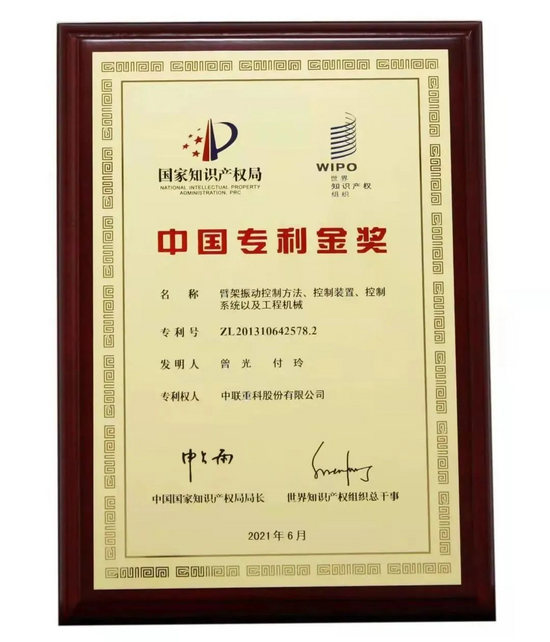 国家知识产权局
NATIONAL INTELLECTUAL PROPERTY
ADMINISTRATION, PRC
WIPO
世界
知识产权
组织
中国专利金奖
名 称 臂架振动控制方法、控制装置、控制
系统以及工程机械
专利号 ZL201310642578.2
发明人 曾光 付玲
专利权人 中联重科股份有限公司
申长雨
中国国家知识产权局局长 世界知识产权组织总干事
2021年6月